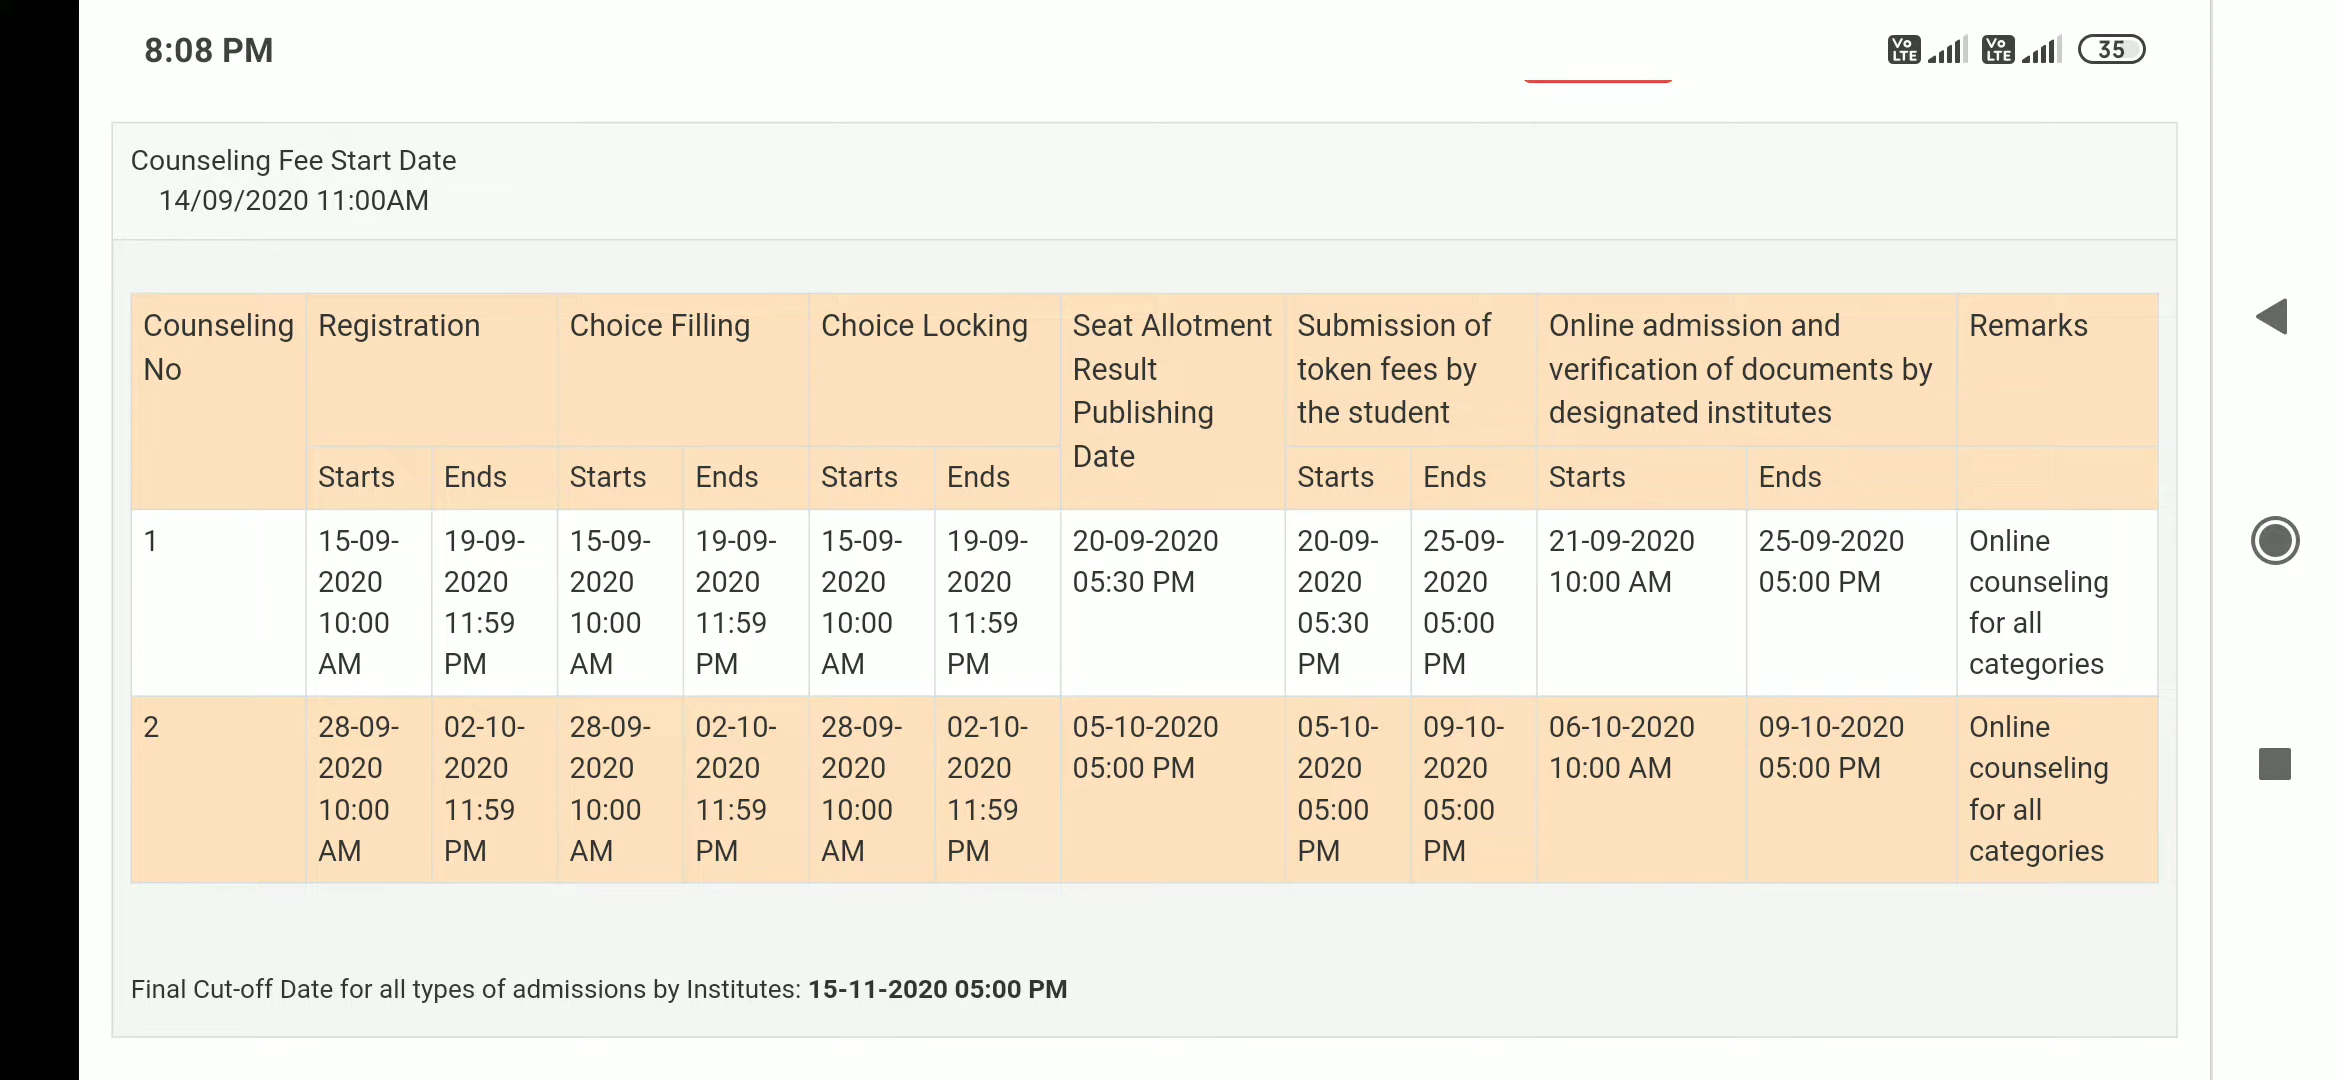 8:08 PM
Vo LTE Vo LTE 35
Counseling Fee Start Date
14/09/2020 11:00AM
Counseling No Registration Choice Filling Choice Locking Seat Allotment Result Publishing Date Submission of token fees by the student Online admission and verification of documents by designated institutes Remarks
Starts Ends Starts Ends Starts Ends Starts Ends Starts Ends
1 15-09-2020 10:00 AM 19-09-2020 11:59 PM 15-09-2020 10:00 AM 19-09-2020 11:59 PM 15-09-2020 10:00 AM 19-09-2020 11:59 PM 20-09-2020 05:30 PM 20-09-2020 05:30 PM 25-09-2020 05:00 PM 21-09-2020 10:00 AM 25-09-2020 05:00 PM Online counseling for all categories
2 28-09-2020 10:00 AM 02-10-2020 11:59 PM 28-09-2020 10:00 AM 02-10-2020 11:59 PM 28-09-2020 10:00 AM 02-10-2020 11:59 PM 05-10-2020 05:00 PM 05-10-2020 05:00 PM 09-10-2020 05:00 PM 06-10-2020 10:00 AM 09-10-2020 05:00 PM Online counseling for all categories
Final Cut-off Date for all types of admissions by Institutes: 15-11-2020 05:00 PM